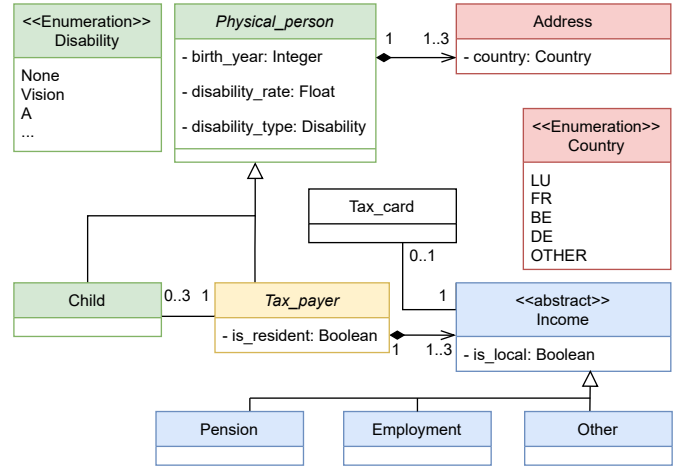 <<Enumeration>>
Disability
None
Vision
A
...
Physical_person
- birth_year: Integer
- disability_rate: Float
- disability_type: Disability
1
1..3
Address
- country: Country
<<Enumeration>>
Country
LU
FR
BE
DE
OTHER
Tax_card
0..1
1
Child
0..3
1
Tax_payer
- is_resident: Boolean
1
1..3
<<abstract>>
Income
- is_local: Boolean
Pension
Employment
Other